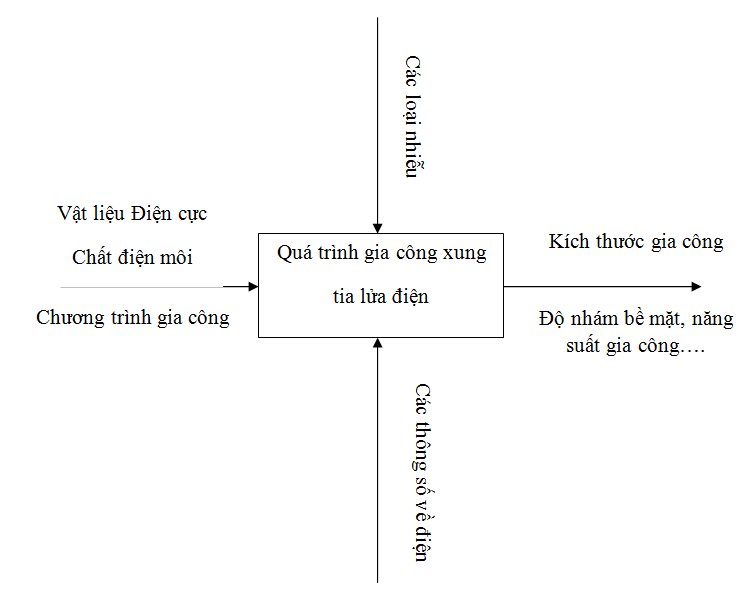 Các loại nhiễu
Vật liệu Điện cực
Chất điện môi
Chương trình gia công
Quá trình gia công xung
tia lửa điện
Kích thước gia công
Độ nhám bề mặt, năng
suất gia công….
Các thông số về điện